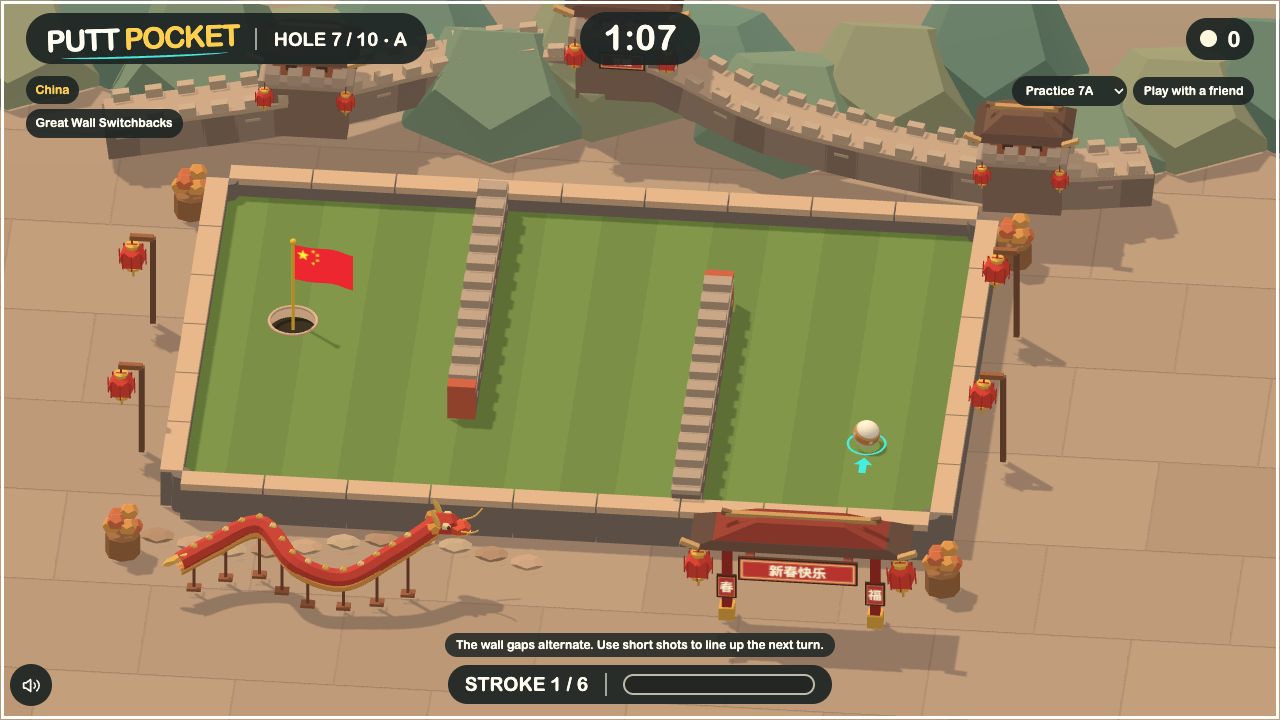 PUTT POCKET
HOLE 7 / 10 · A
1:07
0
China
Practice 7A
Play with a friend
Great Wall Switchbacks
新春快乐
春
福
The wall gaps alternate. Use short shots to line up the next turn.
STROKE 1 / 6